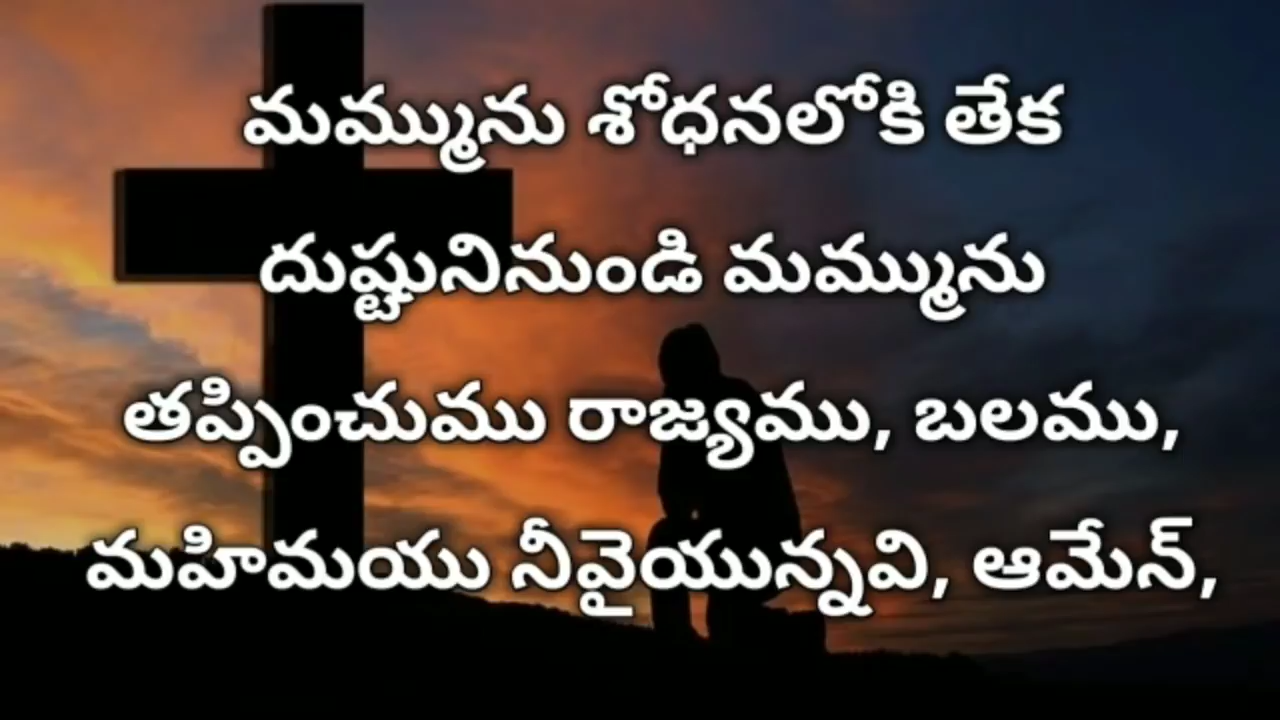 మమ్మును శోధనలోకి తేక
దుష్టునినుండి మమ్మును
తప్పించుము రాజ్యము, బలము,
మహిమయు నీవైయున్నవి, ఆమేన్,